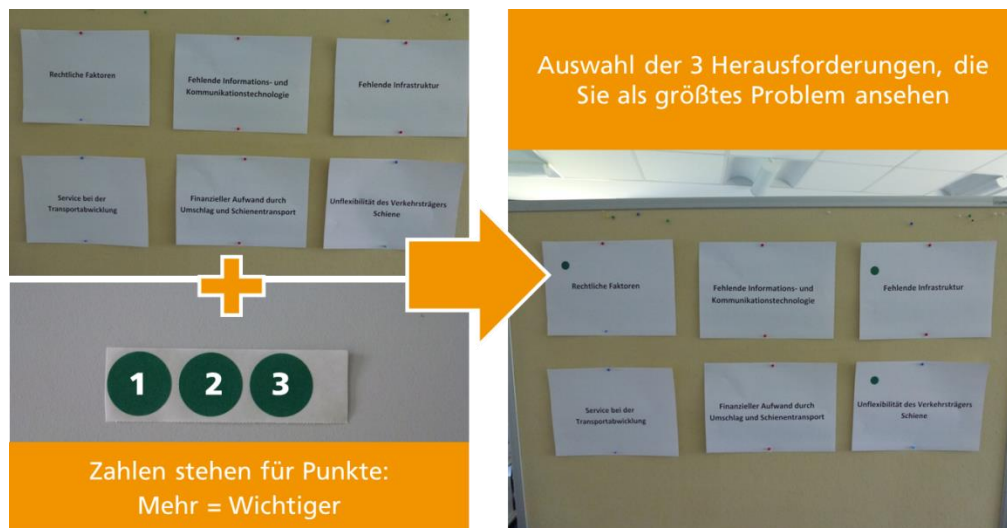 Rechtliche Faktoren
Fehlende Informations- und
Kommunikationstechnologie
Fehlende Infrastruktur
Service bei der
Transportabwicklung
Finanzieller Aufwand durch
Umschlag und Schienentransport
Unflexibilität des Verkehrsträgers
Schiene
1 2 3
Zahlen stehen für Punkte:
Mehr = Wichtiger
Auswahl der 3 Herausforderungen, die
Sie als größtes Problem ansehen
Rechtliche Faktoren
Fehlende Informations- und
Kommunikationstechnologie
Fehlende Infrastruktur
Service bei der
Transportabwicklung
Finanzieller Aufwand durch
Umschlag und Schienentransport
Unflexibilität des Verkehrsträgers
Schiene